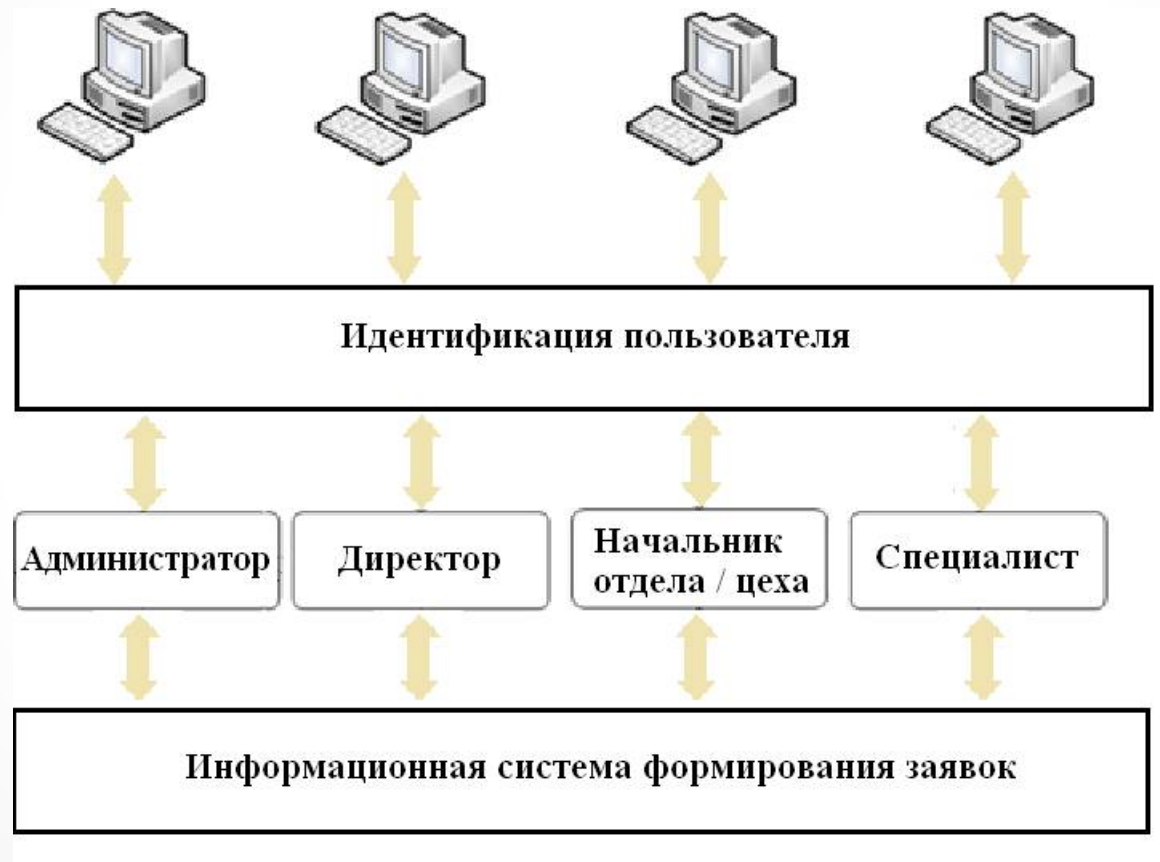 Идентификация пользователя
Администратор
Директор
Начальник
отдела / цеха
Специалист
Информационная система формирования заявок